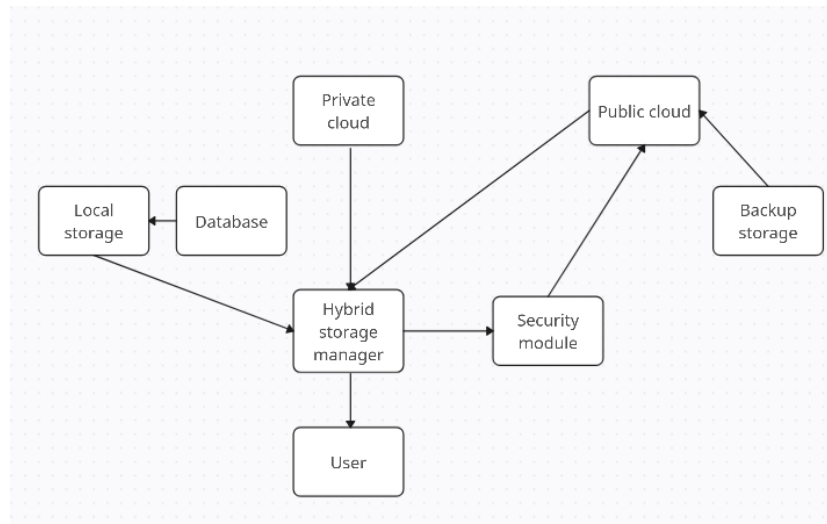 Private
cloud
Public cloud
Local
storage
Database
Backup
storage
Hybrid
storage
manager
Security
module
User